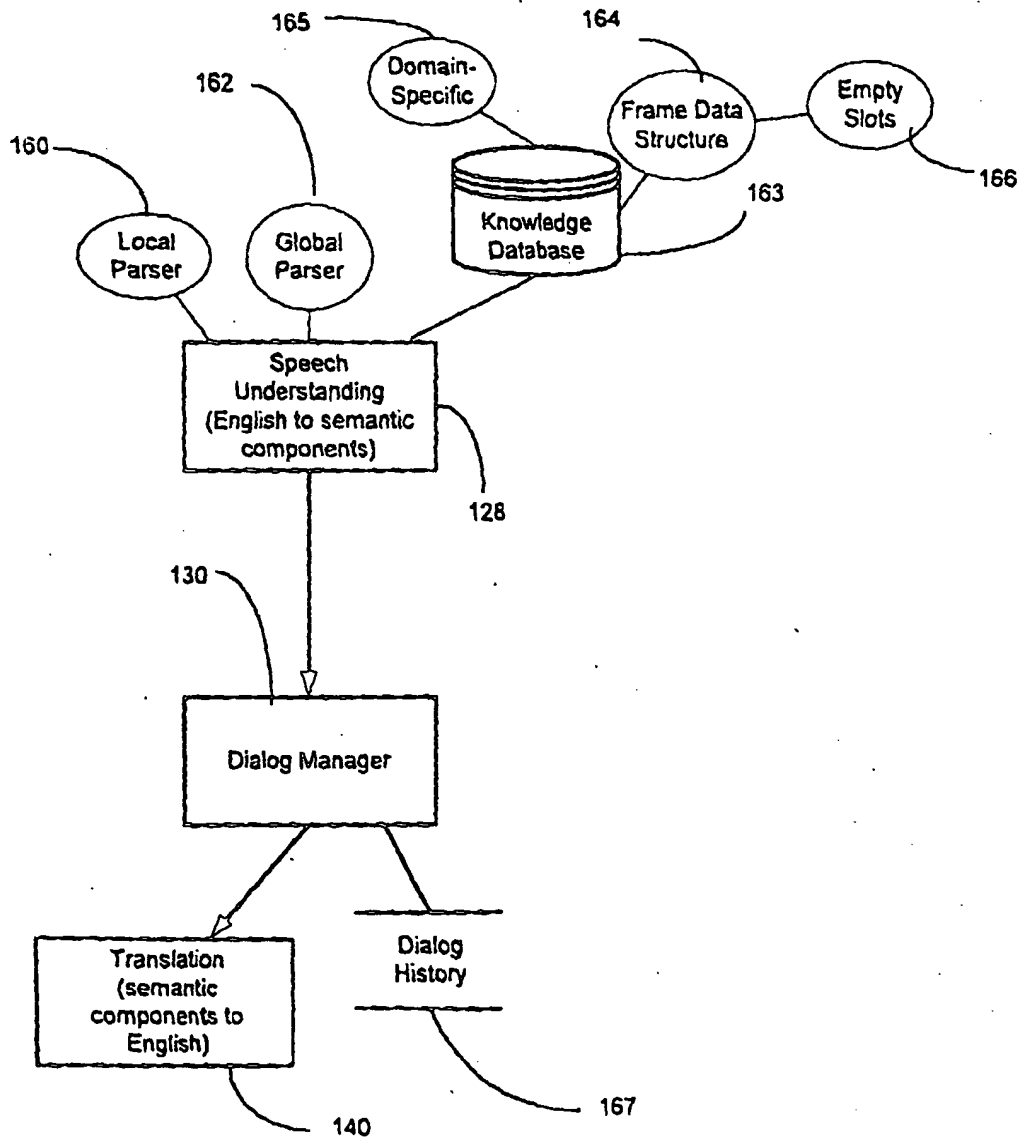 165
164
Domain-
Specific
162
Frame Data
Structure
Empty
Slots
160
166
163
Knowledge
Database
Local
Parser
Global
Parser
Speech
Understanding
(English to semantic
components)
128
130
Dialog Manager
Translation
(semantic
components to
English)
Dialog
History
167
140